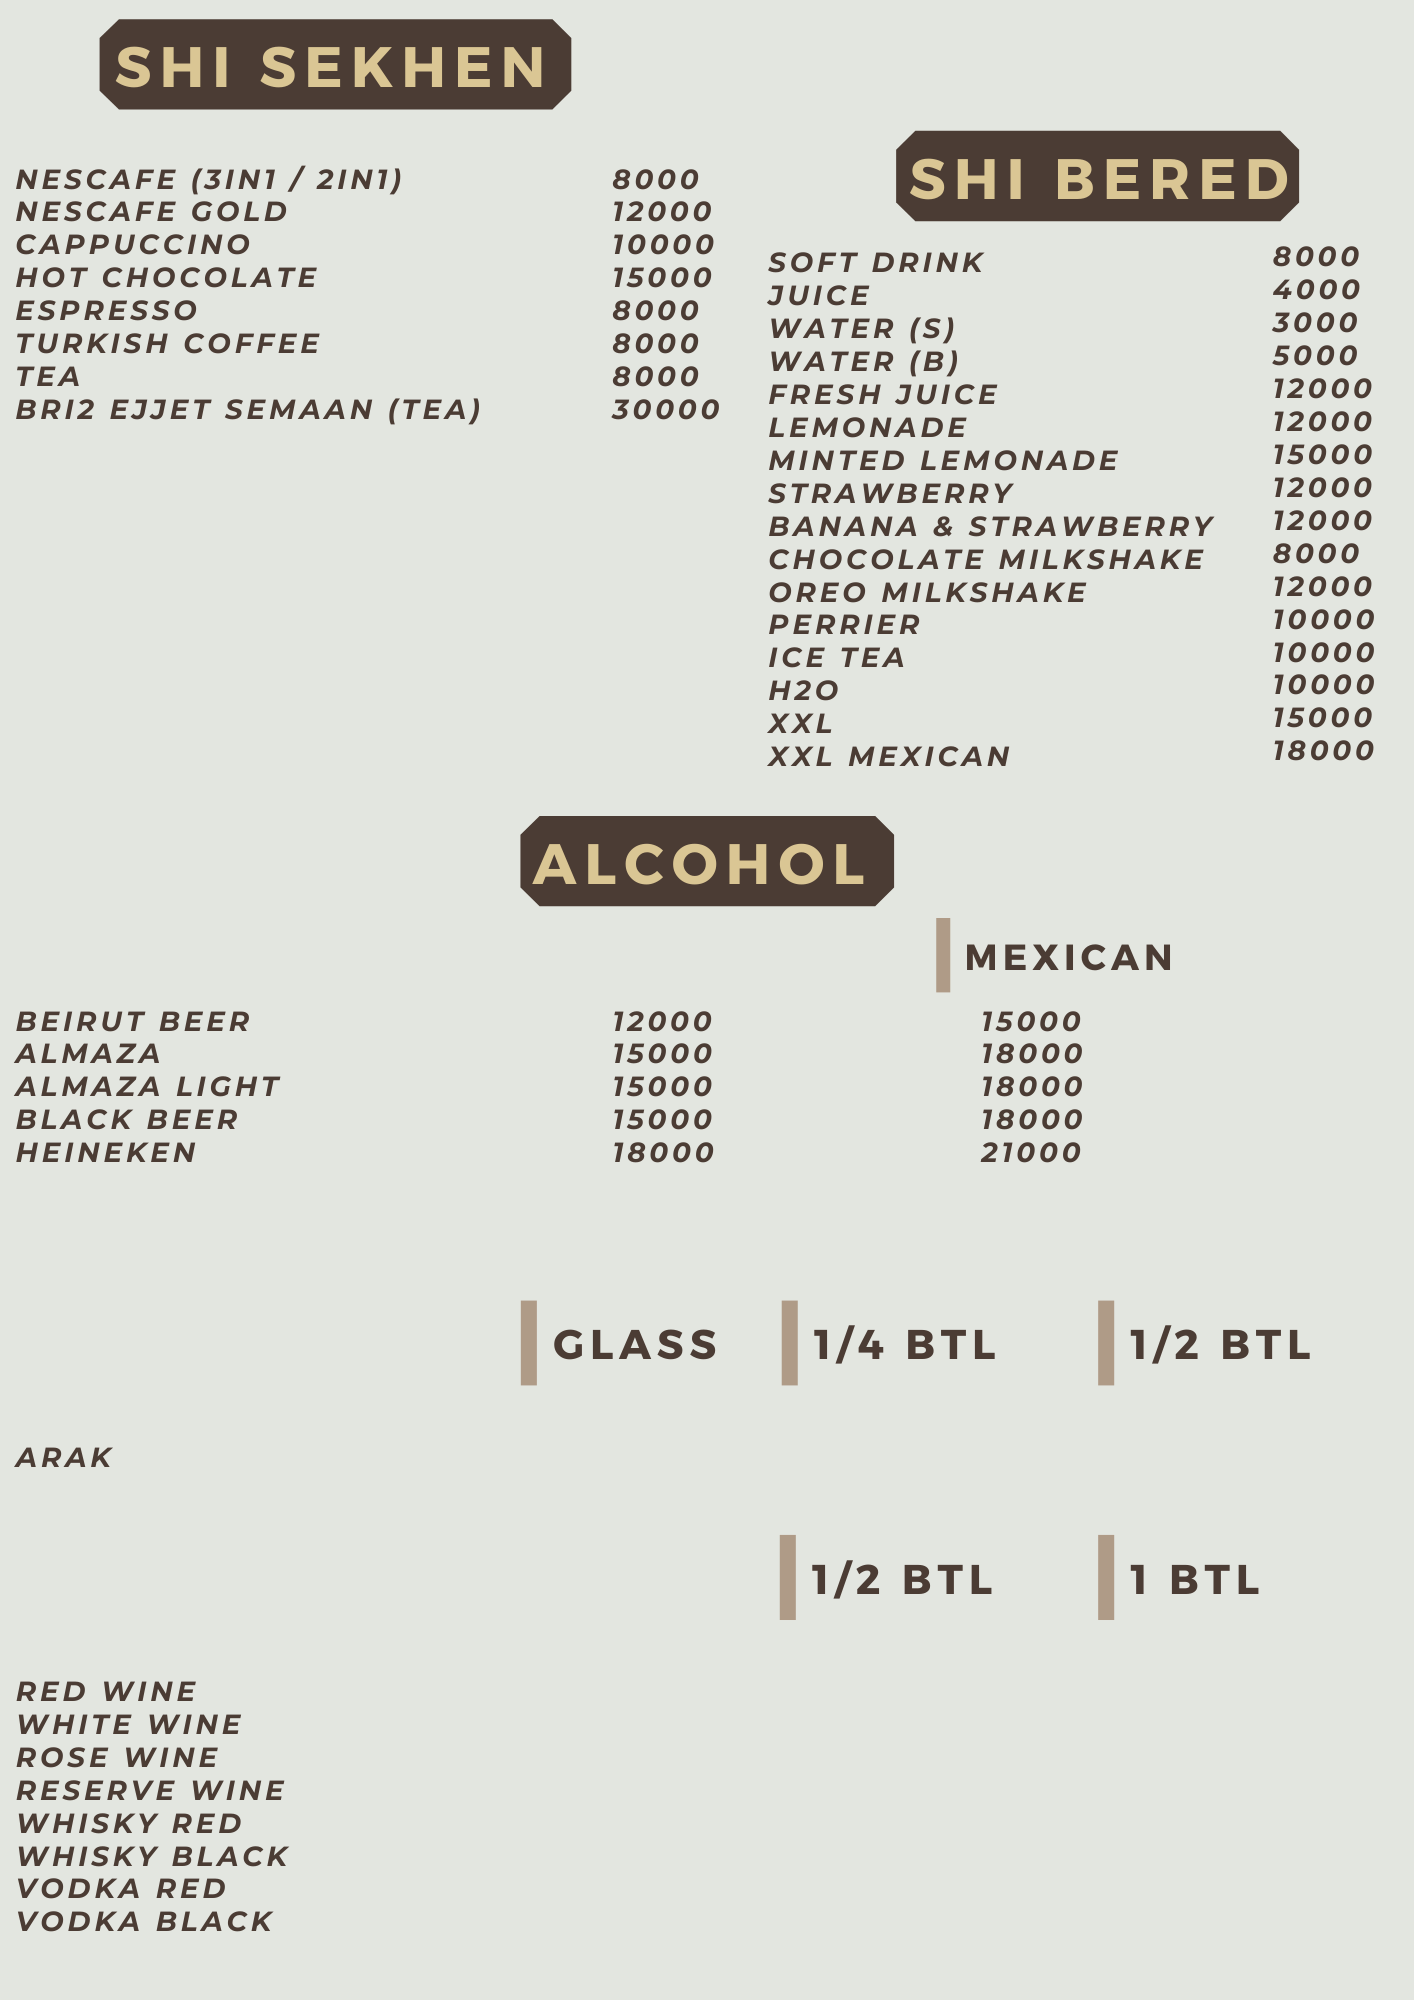 SHI SEKHEN
NESCAFE (3IN1 / 2IN1) 8000
NESCAFE GOLD 12000
CAPPUCCINO 10000
HOT CHOCOLATE 15000
ESPRESSO 8000
TURKISH COFFEE 8000
TEA 8000
BRI2 EJJET SEMAAN (TEA) 30000
SHI BERED
SOFT DRINK 8000
JUICE 4000
WATER (S) 3000
WATER (B) 5000
FRESH JUICE 12000
LEMONADE 12000
MINTED LEMONADE 15000
STRAWBERRY 12000
BANANA & STRAWBERRY 12000
CHOCOLATE MILKSHAKE 8000
OREO MILKSHAKE 12000
PERRIER 10000
ICE TEA 10000
H2O 10000
XXL 15000
XXL MEXICAN 18000
ALCOHOL
MEXICAN
BEIRUT BEER 12000 15000
ALMAZA 15000 18000
ALMAZA LIGHT 15000 18000
BLACK BEER 15000 18000
HEINEKEN 18000 21000
GLASS 1/4 BTL 1/2 BTL
ARAK
1/2 BTL 1 BTL
RED WINE
WHITE WINE
ROSE WINE
RESERVE WINE
WHISKY RED
WHISKY BLACK
VODKA RED
VODKA BLACK